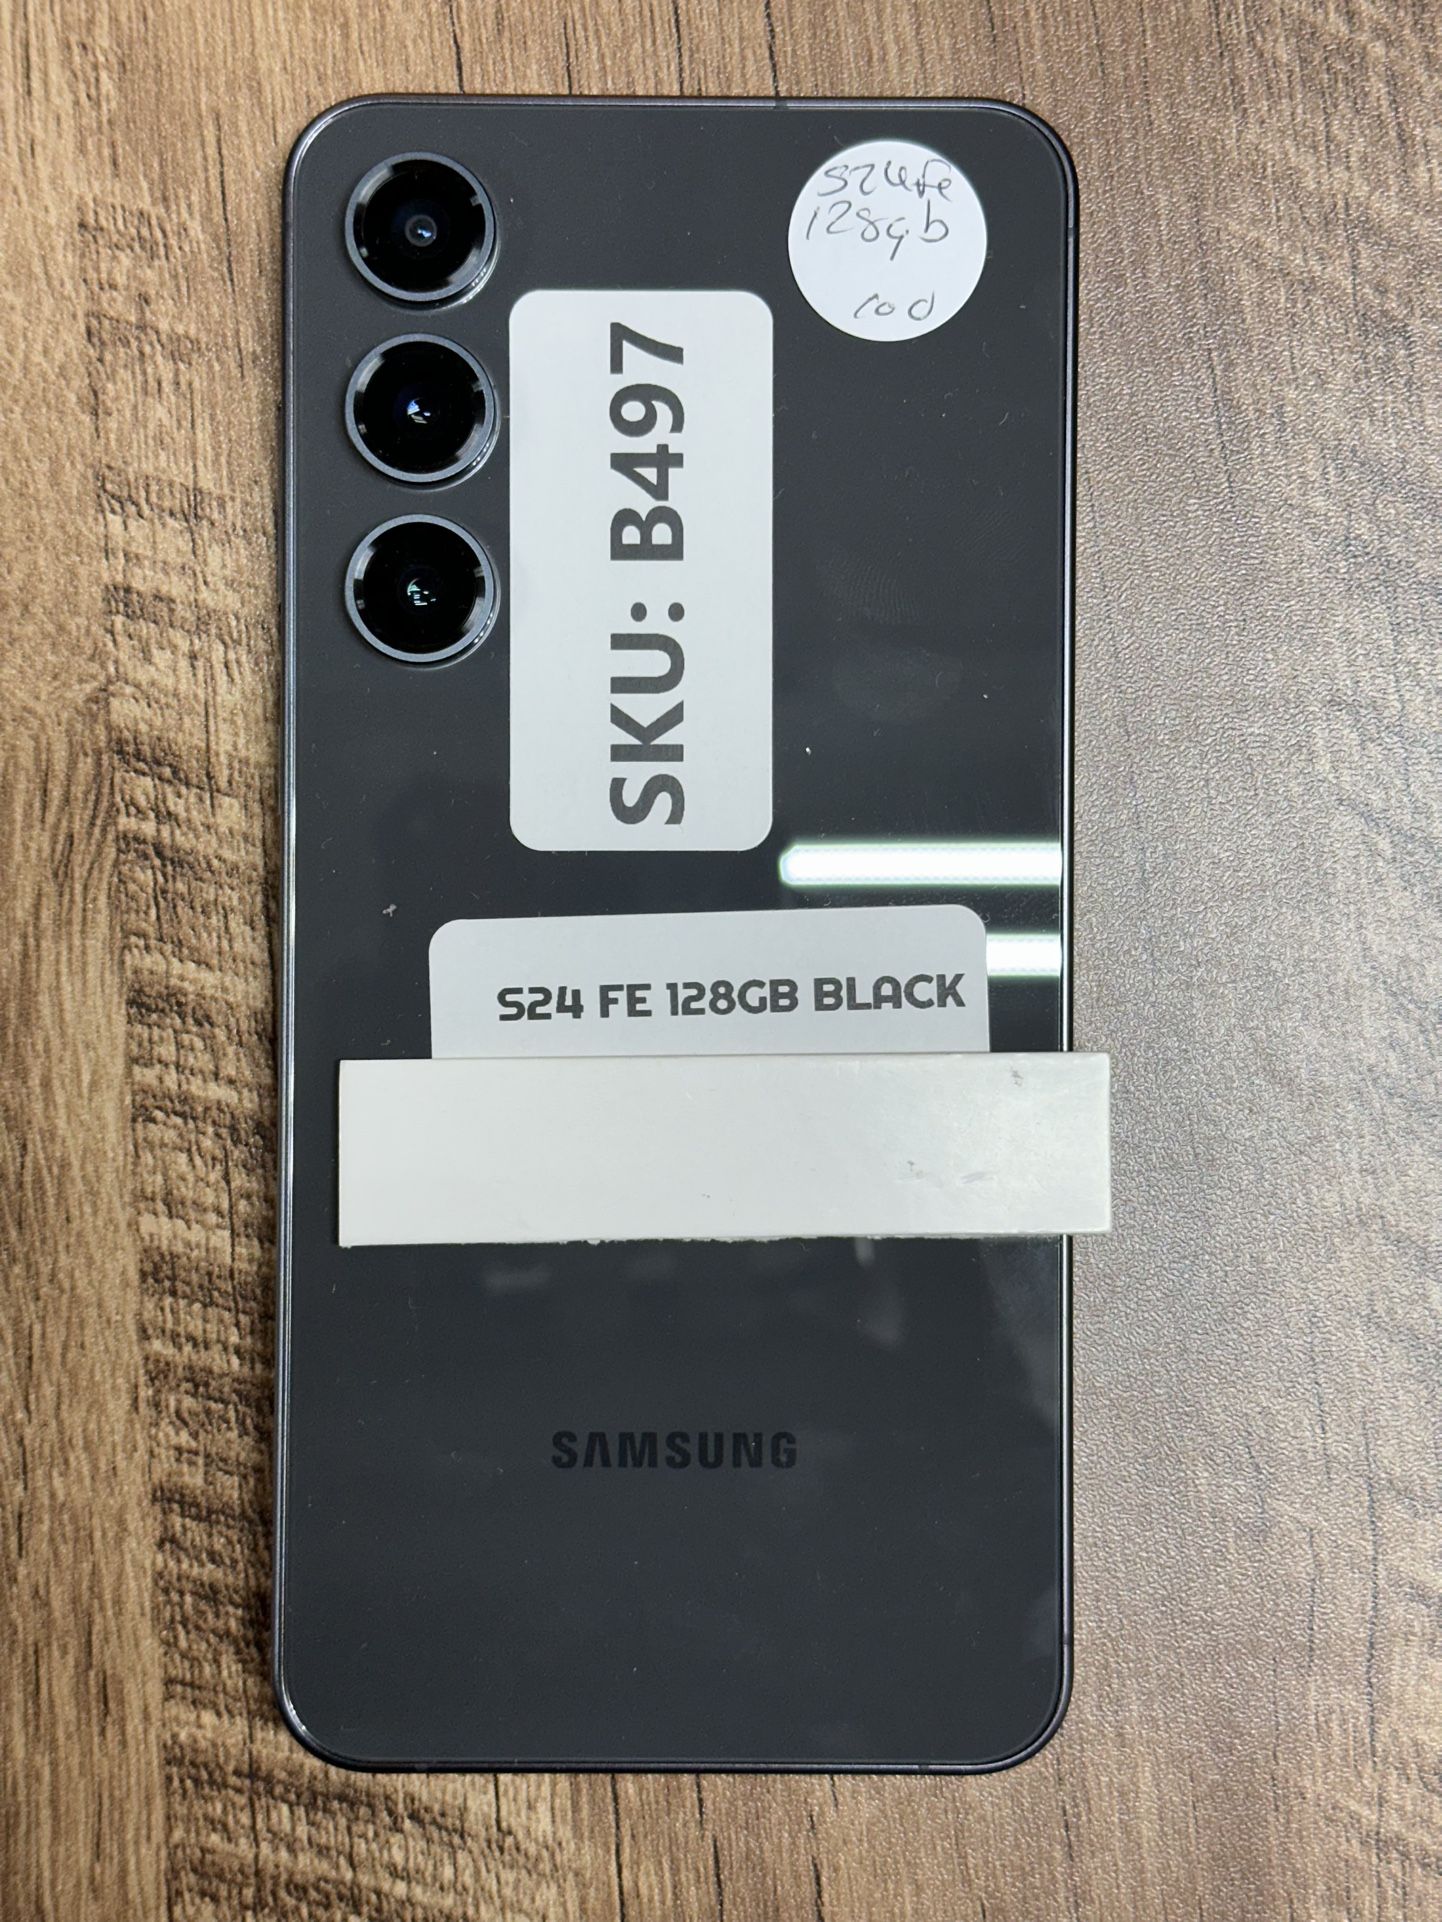 S24fe
128gb
SKU: B497
S24 FE 128GB BLACK
SAMSUNG